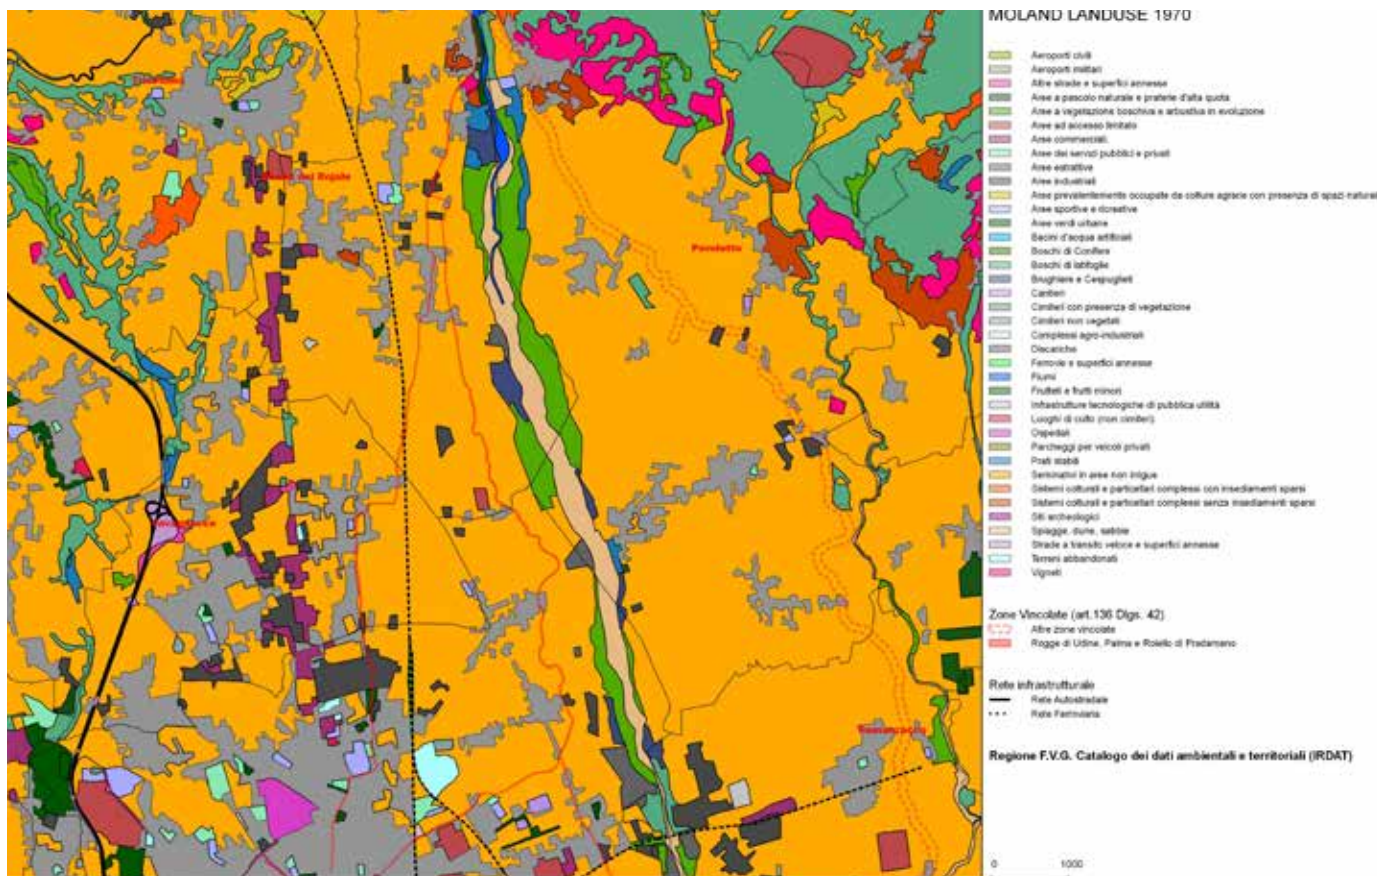 MOLAND LANDUSE 1970
Aeroporti civili
Aeroporti militari
Altre strade e superfici annesse
Aree a pascolo naturale e praterie d'alta quota
Aree a vegetazione boschiva e arbustiva in evoluzione
Aree ad accesso limitato
Aree commerciali
Aree dei servizi pubblici e privati
Aree estrattive
Aree industriali
Aree prevalentemente occupate da colture agrarie con presenza di spazi natural
Aree sportive e ricreative
Aree verdi urbane
Bacini d'acqua artificiali
Boschi di Conifere
Boschi di latifoglie
Brughiere e Cespuglieti
Cantieri
Cimiteri con presenza di vegetazione
Cimiteri non vegetati
Complessi agro-industriali
Discariche
Ferrovie e superfici annesse
Fiumi
Frutteti e frutti minori
Infrastrutture tecnologiche di pubblica utilità
Luoghi di culto (non cimiteri)
Ospedali
Parcheggi per veicoli privati
Prati stabili
Seminativi in aree non irrigue
Sistemi colturali e particellari complessi con insediamenti sparsi
Sistemi colturali e particellari complessi senza insediamenti sparsi
Siti archeologici
Spiagge, dune, sabbie
Strade a transito veloce e superfici annesse
Terreni abbandonati
Vigneti
Zone Vincolate (art.136 Dlgs. 42)
Altre zone vincolate
Rogge di Udine, Palma e Roiello di Pradamano
Rete infrastrutturale
Rete Autostradale
Rete Ferroviaria
Regione F.V.G. Catalogo dei dati ambientali e territoriali (IRDAT)
0 1000
Povoletto
Remanzacco